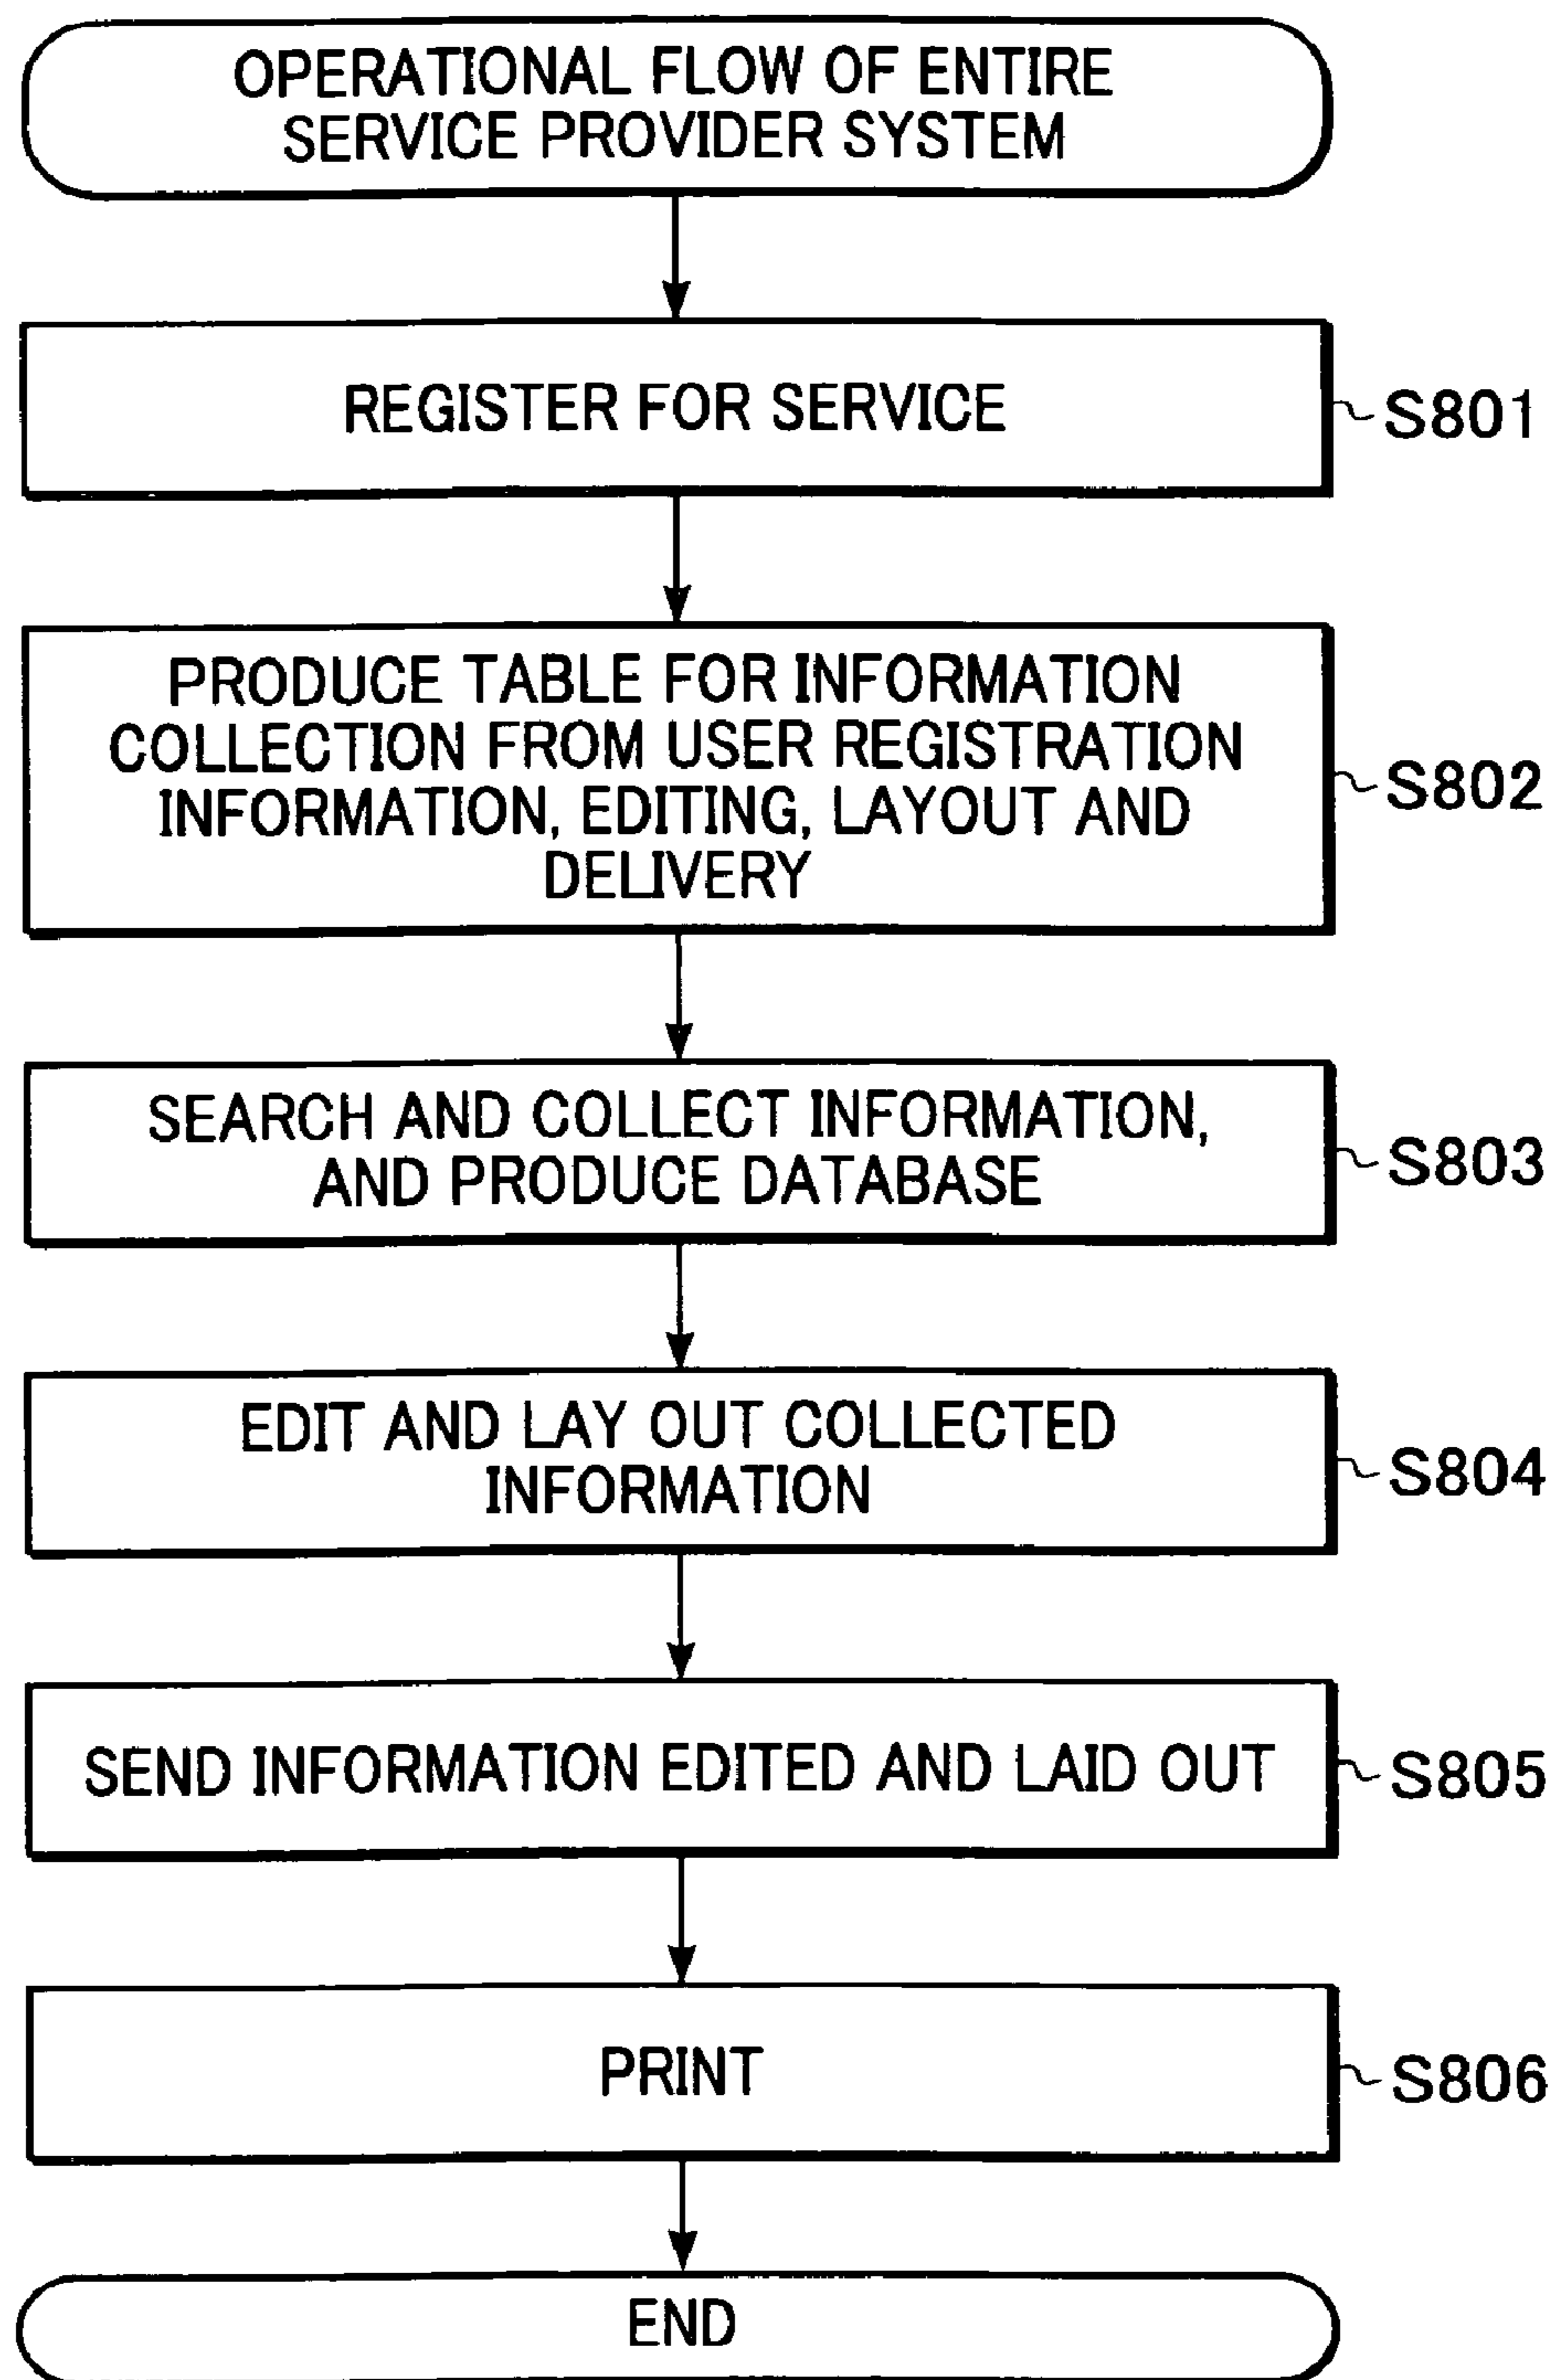 OPERATIONAL FLOW OF ENTIRE
SERVICE PROVIDER SYSTEM
REGISTER FOR SERVICE
S801
PRODUCE TABLE FOR INFORMATION
COLLECTION FROM USER REGISTRATION
INFORMATION, EDITING, LAYOUT AND
DELIVERY
S802
SEARCH AND COLLECT INFORMATION,
AND PRODUCE DATABASE
S803
EDIT AND LAY OUT COLLECTED
INFORMATION
S804
SEND INFORMATION EDITED AND LAID OUT
S805
PRINT
S806
END